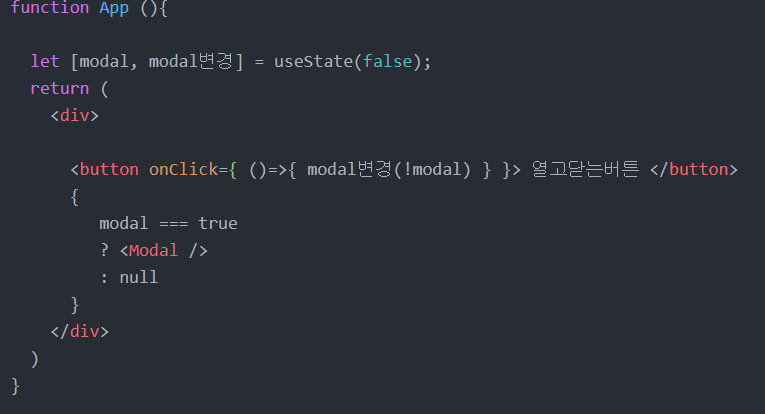 function App (){
let [modal, modal변경] = useState(false);
return (
<div>
<button onClick={ ()=>{ modal변경(!modal) } }> 열고닫는버튼 </button>
{
modal === true
? <Modal />
: null
}
</div>
)
}